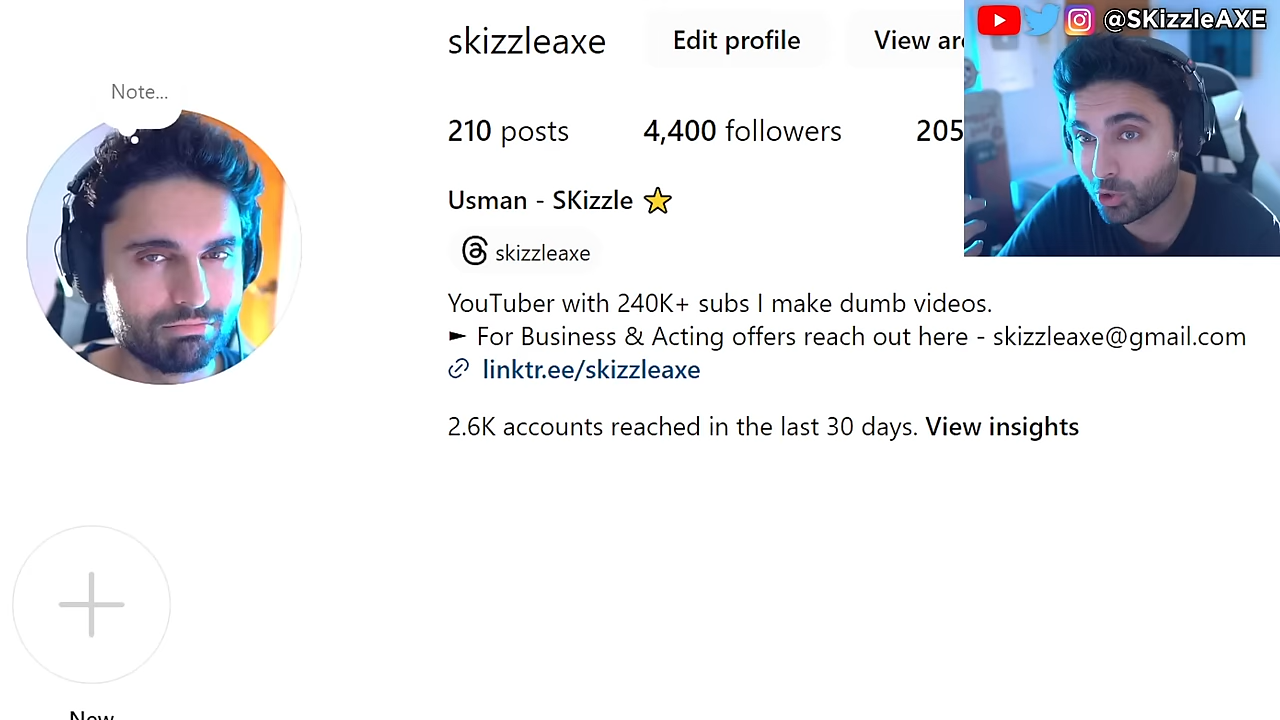 skizzleaxe Edit profile View arc
@SKizzleAXE
Note...
210 posts 4,400 followers 205
Usman - SKizzle
skizzleaxe
YouTuber with 240K+ subs I make dumb videos.
► For Business & Acting offers reach out here - skizzleaxe@gmail.com
linktr.ee/skizzleaxe
2.6K accounts reached in the last 30 days. View insights
New